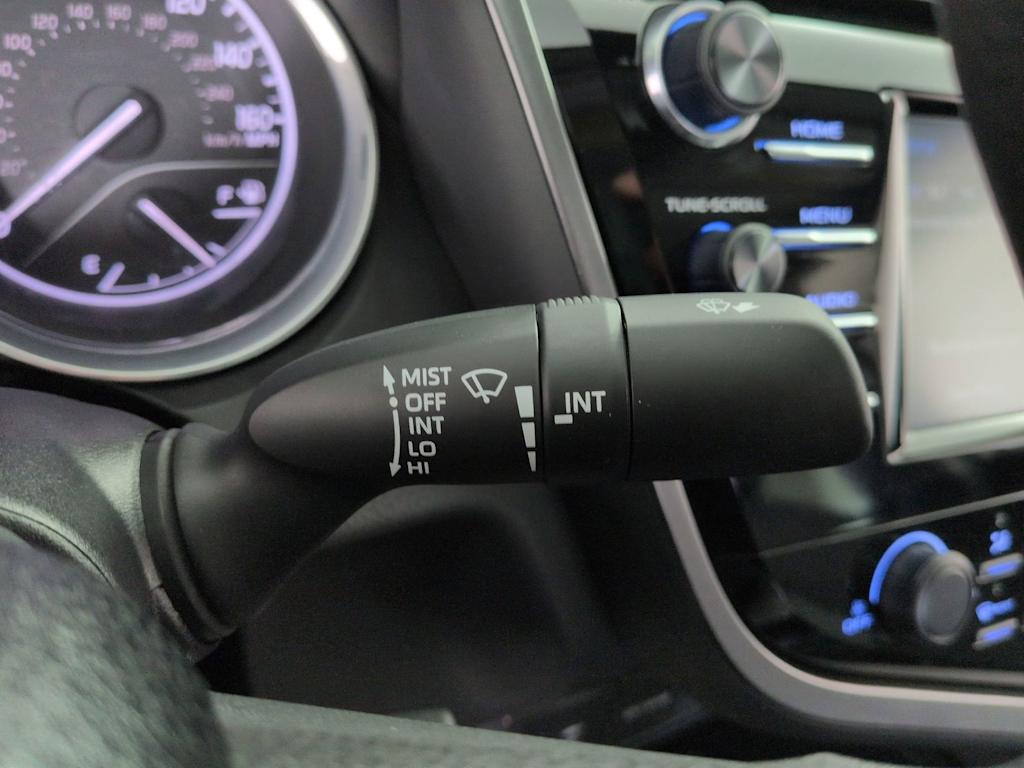 120
140
160
km/h MPH
100
120
140
160
180
200
220
240
F
E
HOME
TUNE·SCROLL
MENU
AUDIO
MIST
OFF
INT
LO
HI
INT
OFF